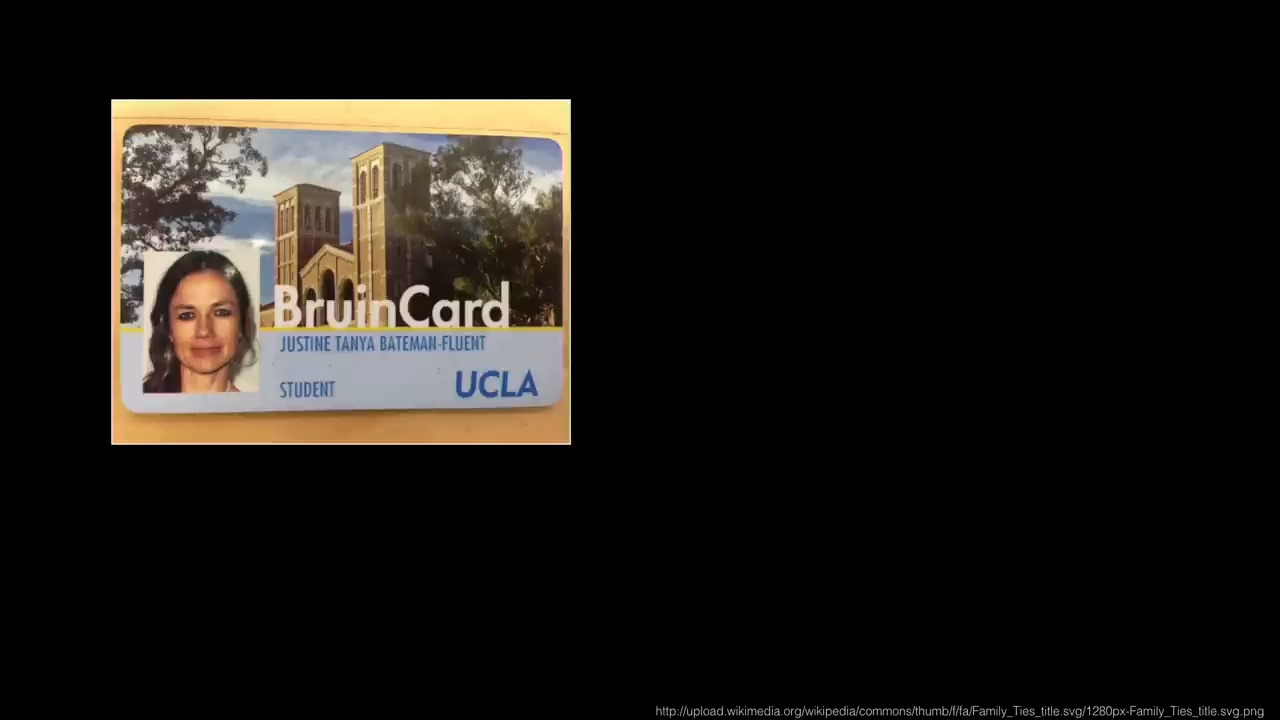 BruinCard
JUSTINE TANYA BATEMAN-FLUENT
STUDENT
UCLA
http://upload.wikimedia.org/wikipedia/commons/thumb/f/fa/Family_Ties_title.svg/1280px-Family_Ties_title.svg.png